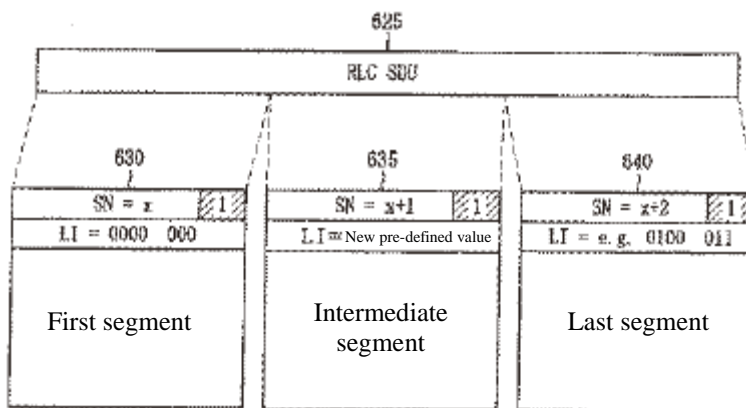 625
RLC SDU
630
635
640
SN = x 1
SN = x+1 1
SN = x+2 1
LI = 0000 000
LI = New pre-defined value
LI = e.g. 0100 011
First segment
Intermediate
segment
Last segment